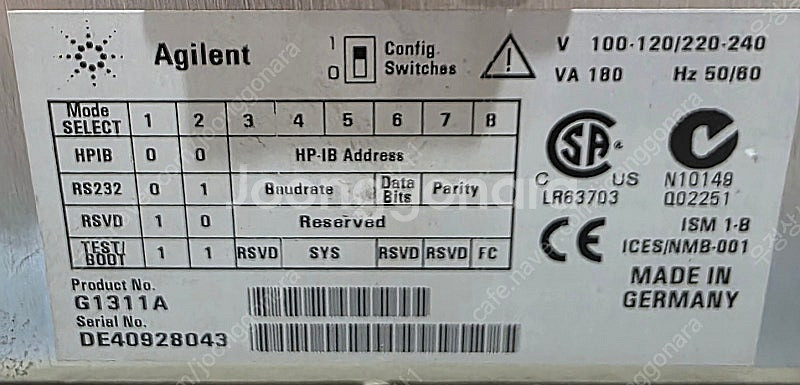 Agilent
1
0
Config
Switches
V 100-120/220-240
VA 180 Hz 50/60
Mode SELECT 1 2 3 4 5 6 7 8
HPIB 0 0 HP-IB Address
RS232 0 1 Baudrate Data Bits Parity
RSVD 1 0 Reserved
TEST/BOOT 1 1 RSVD SYS RSVD RSVD FC
Product No.
G1311A
Serial No.
DE40928043
SA
C US
LR63703
N10149
Q02251
CE
ISM 1-B
ICES/NMB-001
MADE IN
GERMANY
Joonggonara